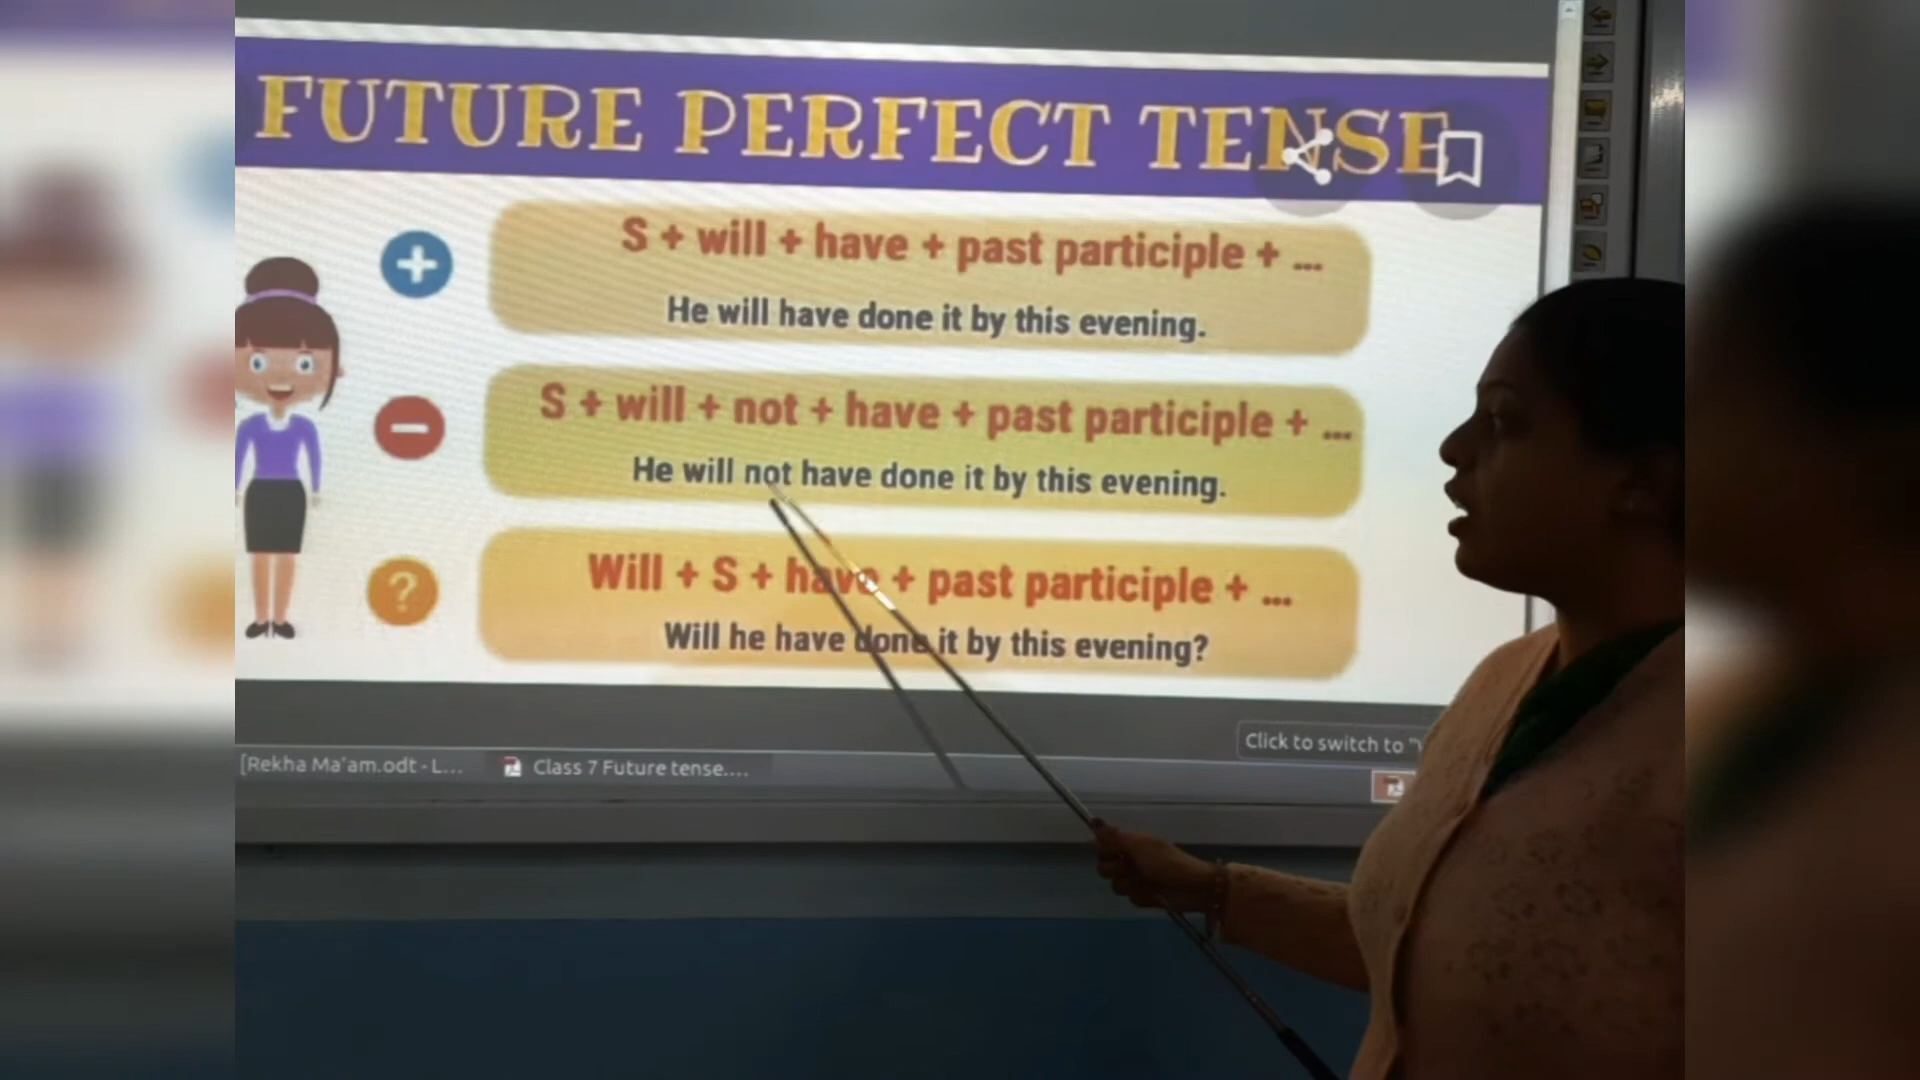 FUTURE PERFECT TENSE
S + will + have + past participle + ...
He will have done it by this evening.
S + will + not + have + past participle + ...
He will not have done it by this evening.
?
Will + S + have + past participle + ...
Will he have done it by this evening?
Click to switch to "
[Rekha Ma'am.odt - L...
Class 7 Future tense....